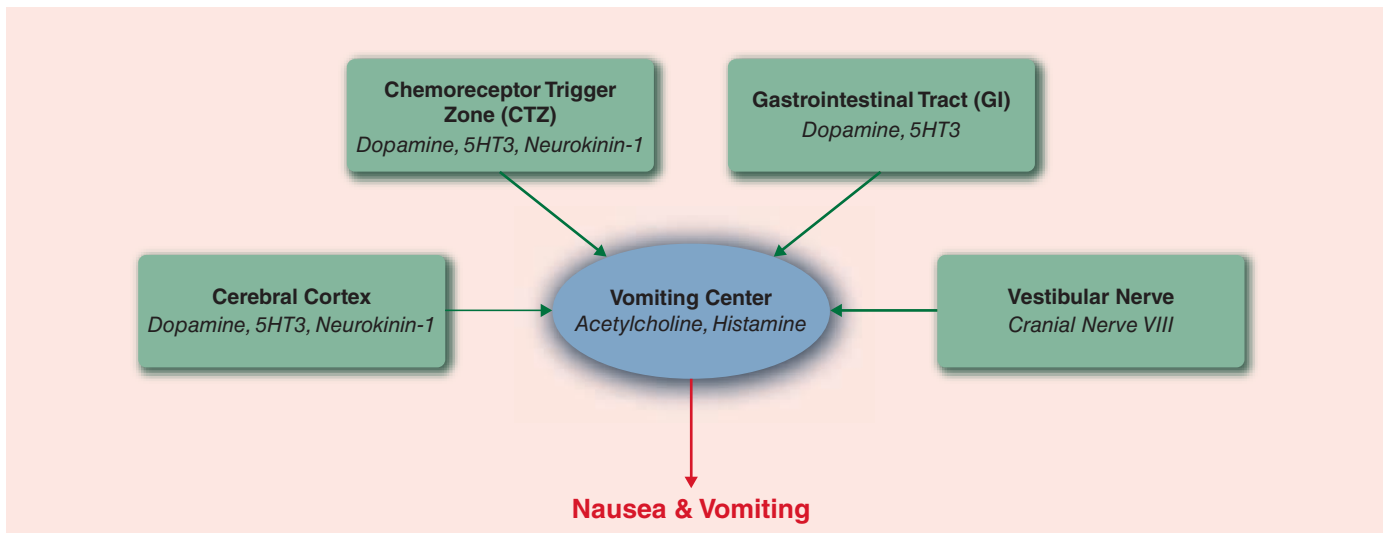 Chemoreceptor Trigger
Zone (CTZ)
Dopamine, 5HT3, Neurokinin-1
Gastrointestinal Tract (GI)
Dopamine, 5HT3
Cerebral Cortex
Dopamine, 5HT3, Neurokinin-1
Vomiting Center
Acetylcholine, Histamine
Vestibular Nerve
Cranial Nerve VIII
Nausea & Vomiting